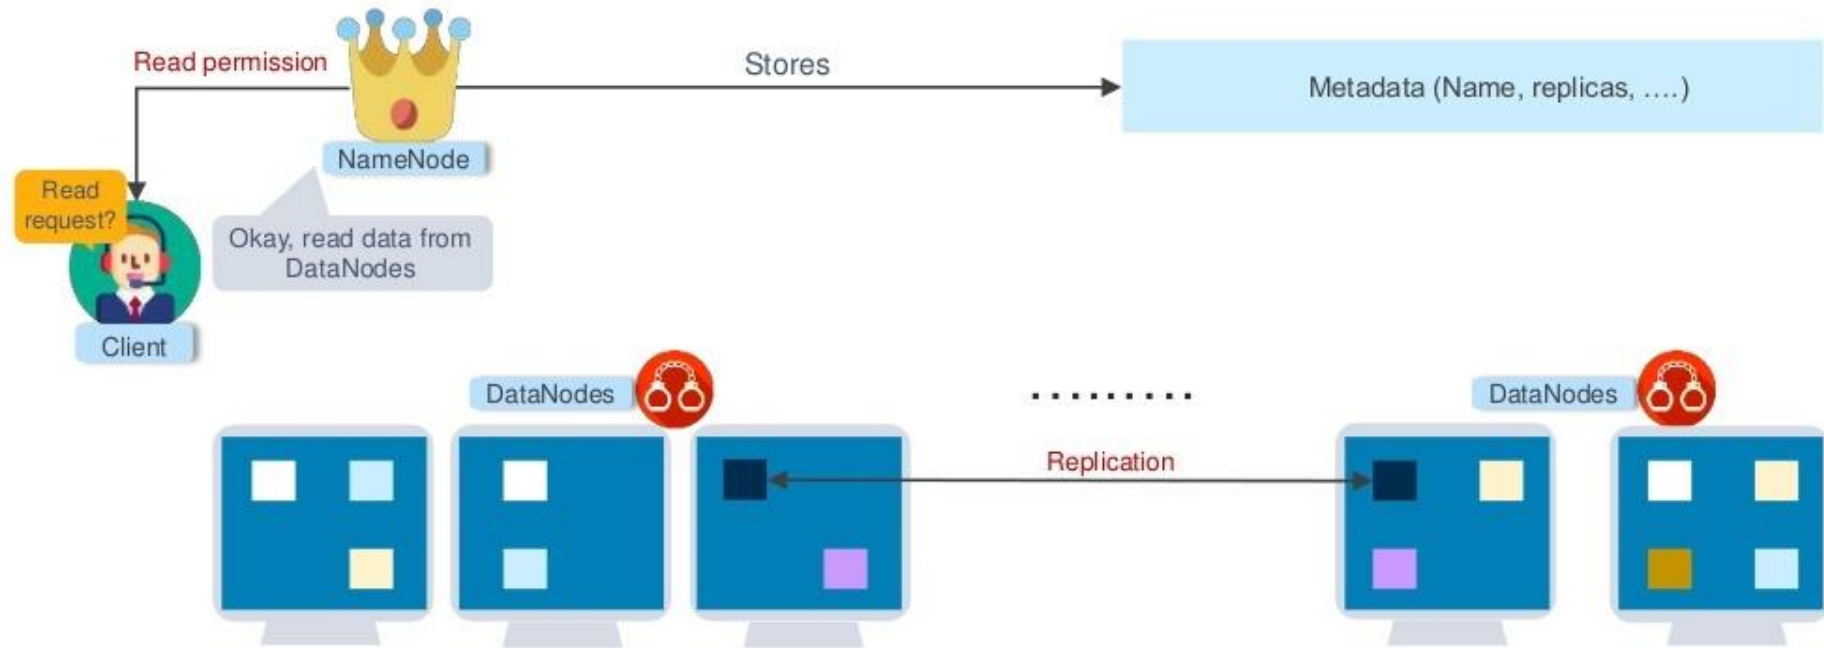 Read permission
Stores
Metadata (Name, replicas, ....)
NameNode
Read
request?
Okay, read data from
DataNodes
Client
DataNodes
.........
DataNodes
Replication